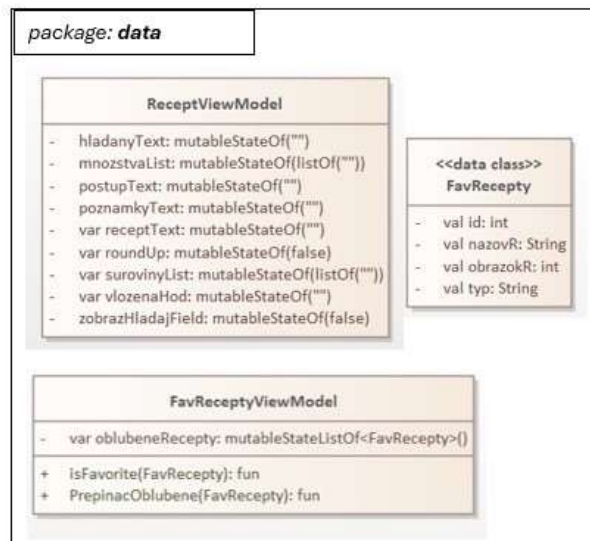 package: data
ReceptViewModel
- hladanyText: mutableStateOf("")
- mnozstvaList: mutableStateOf(listOf(""))
- postupText: mutableStateOf("")
- poznamkyText: mutableStateOf("")
- var receptText: mutableStateOf("")
- var roundUp: mutableStateOf(false)
- var surovinyList: mutableStateOf(listOf(""))
- var vlozenaHod: mutableStateOf("")
- zobrazHladajField: mutableStateOf(false)
<<data class>>
FavRecepty
- val id: int
- val nazovR: String
- val obrazokR: int
- val typ: String
FavReceptyViewModel
- var oblubeneRecepty: mutableStateListOf<FavRecepty>()
+ isFavorite(FavRecepty): fun
+ PrepinacOblubene(FavRecepty): fun